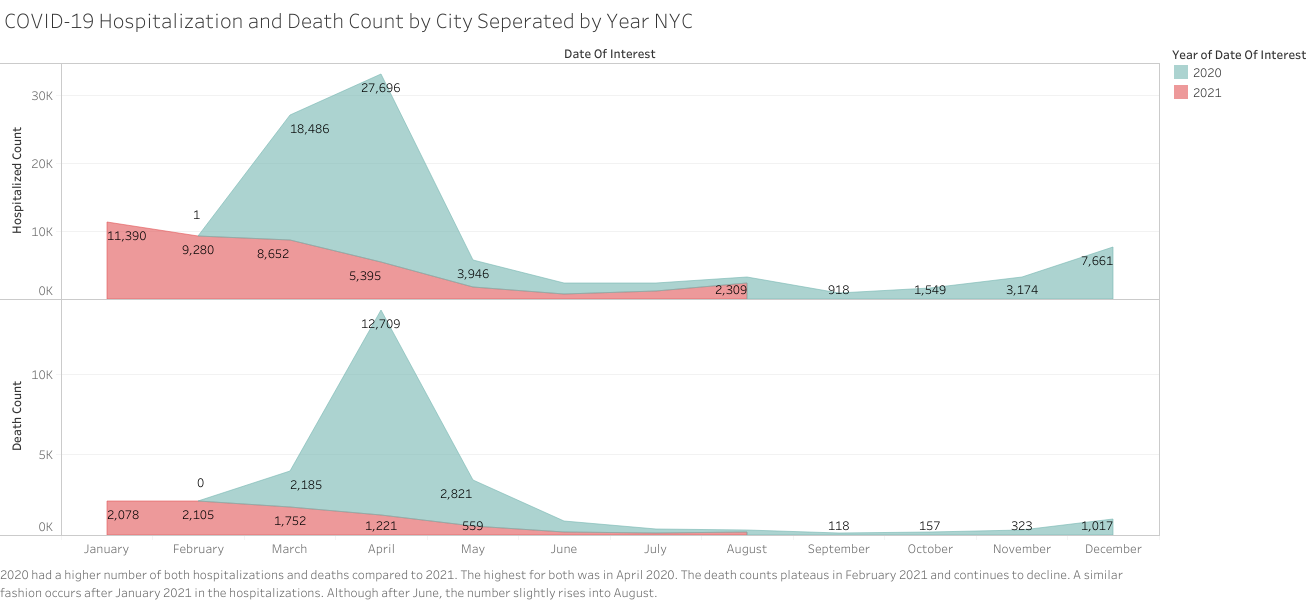 COVID-19 Hospitalization and Death Count by City Seperated by Year NYC
Date Of Interest
Year of Date Of Interest
2020
2021
Hospitalized Count
30K
20K
10K
0K
27,696
18,486
1
11,390
9,280
8,652
5,395
3,946
2,309
918
1,549
3,174
7,661
Death Count
10K
5K
0K
12,709
0
2,185
2,821
2,078
2,105
1,752
1,221
559
118
157
323
1,017
January February March April May June July August September October November December
2020 had a higher number of both hospitalizations and deaths compared to 2021. The highest for both was in April 2020. The death counts plateaus in February 2021 and continues to decline. A similar
fashion occurs after January 2021 in the hospitalizations. Although after June, the number slightly rises into August.